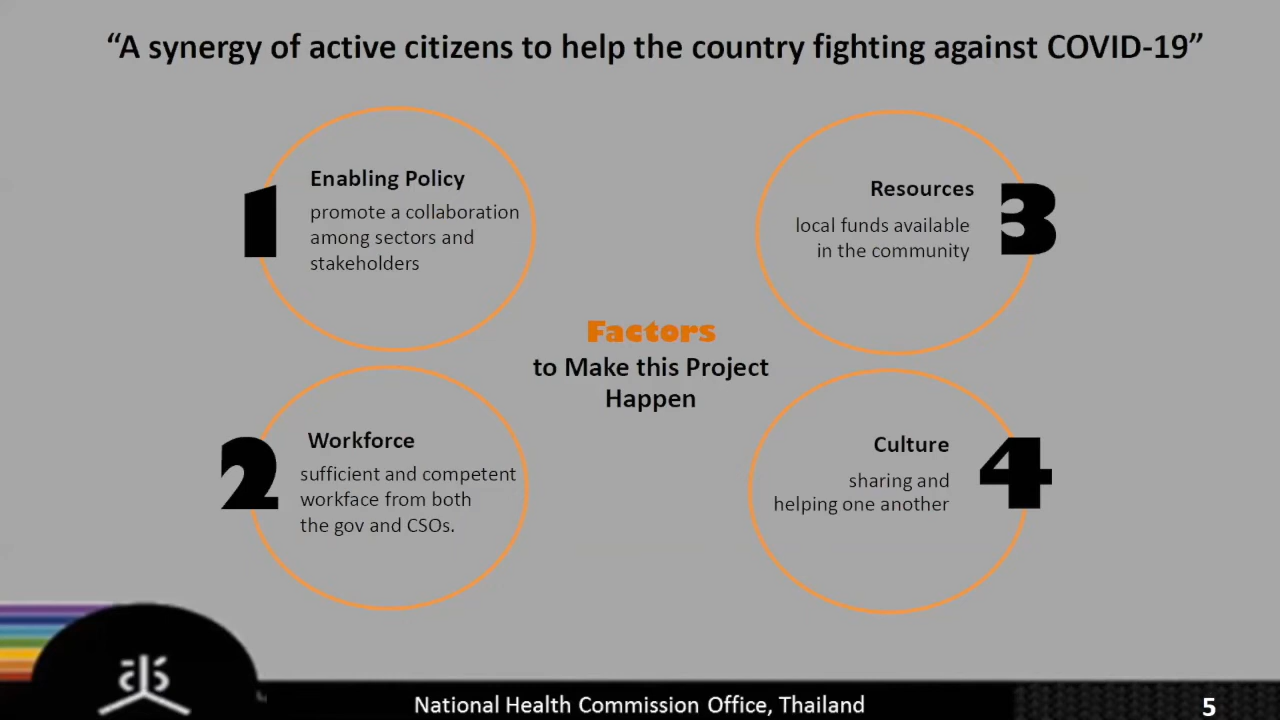 “A synergy of active citizens to help the country fighting against COVID-19”
1
Enabling Policy
promote a collaboration
among sectors and
stakeholders
2
Workforce
sufficient and competent
workface from both
the gov and CSOs.
Factors
to Make this Project
Happen
3
Resources
local funds available
in the community
4
Culture
sharing and
helping one another
National Health Commission Office, Thailand
5